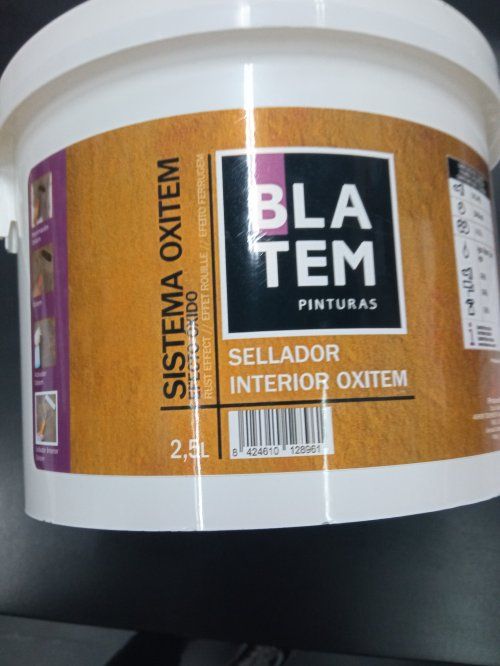 SISTEMA OXITEM
EFECTO ÓXIDO
RUST EFFECT // EFFET ROUILLE // EFEITO FERRUGEM
BLA
TEM
PINTURAS
SELLADOR
INTERIOR OXITEM
2,5L
8 424610 128961